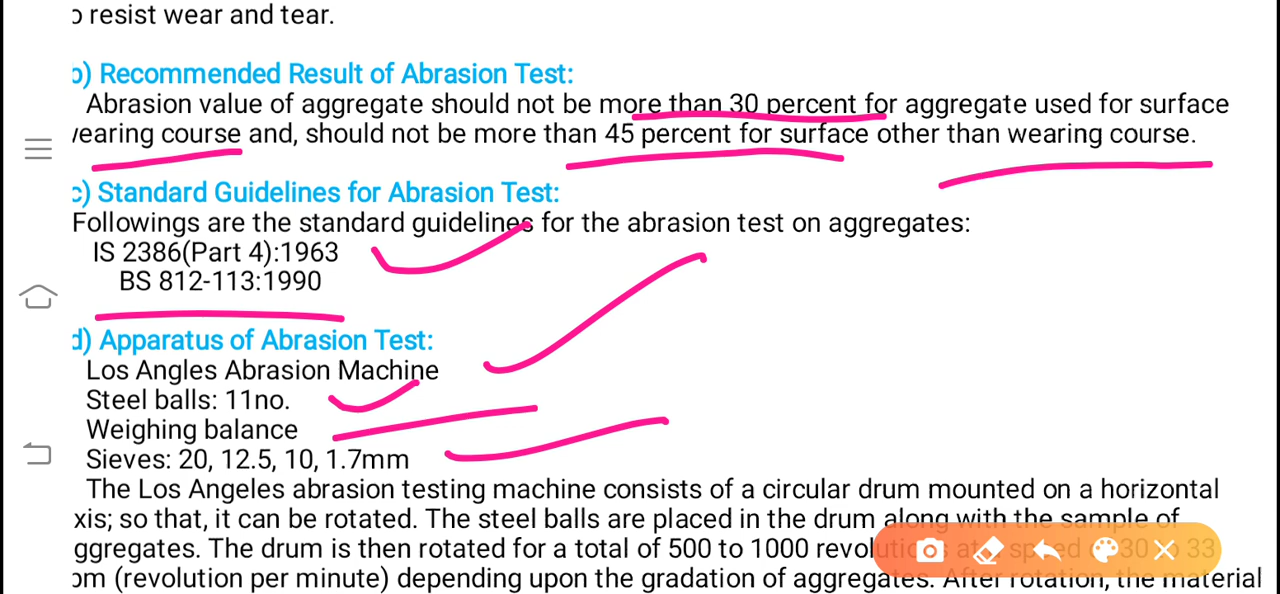 o resist wear and tear.
b) Recommended Result of Abrasion Test:
Abrasion value of aggregate should not be more than 30 percent for aggregate used for surface
wearing course and, should not be more than 45 percent for surface other than wearing course.
c) Standard Guidelines for Abrasion Test:
Followings are the standard guidelines for the abrasion test on aggregates:
IS 2386(Part 4):1963
BS 812-113:1990
d) Apparatus of Abrasion Test:
Los Angles Abrasion Machine
Steel balls: 11no.
Weighing balance
Sieves: 20, 12.5, 10, 1.7mm
The Los Angeles abrasion testing machine consists of a circular drum mounted on a horizontal
xis; so that, it can be rotated. The steel balls are placed in the drum along with the sample of
ggregates. The drum is then rotated for a total of 500 to 1000 revolutions at speed 30 33
pm (revolution per minute) depending upon the gradation of aggregates. After rotation, the material